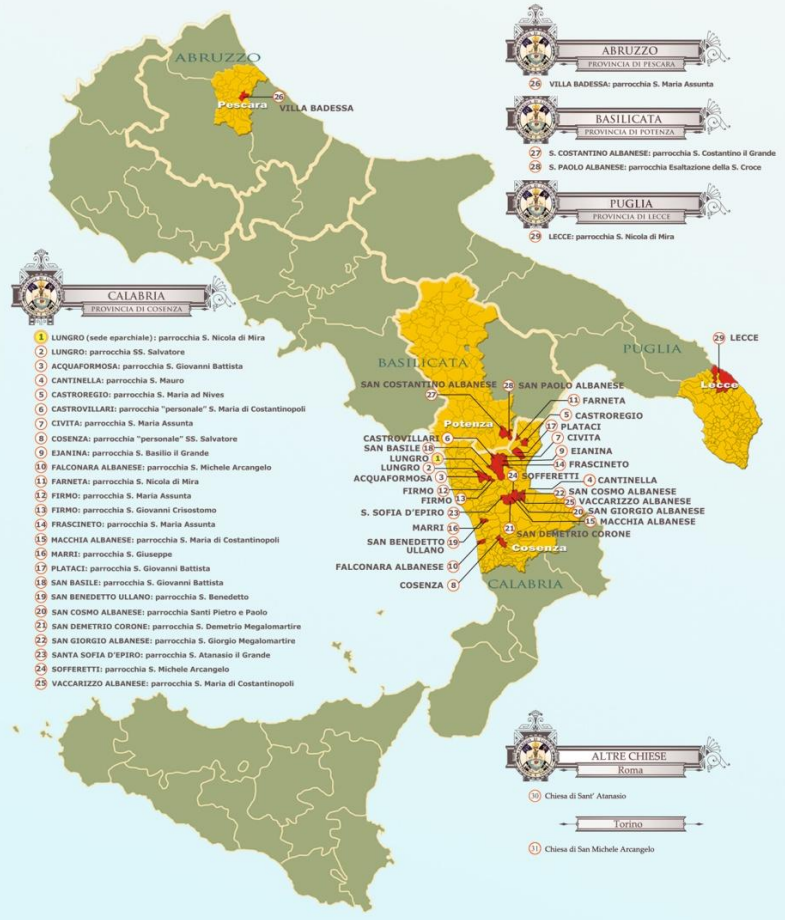 ABRUZZO
PROVINCIA DI PESCARA
26 VILLA BADESSA: parrocchia S. Maria Assunta
BASILICATA
PROVINCIA DI POTENZA
27 S. COSTANTINO ALBANESE: parrocchia S. Costantino il Grande
28 S. PAOLO ALBANESE: parrocchia Esaltazione della S. Croce
PUGLIA
PROVINCIA DI LECCE
29 LECCE: parrocchia S. Nicola di Mira
CALABRIA
PROVINCIA DI COSENZA
1 LUNGRO (sede eparchiale): parrocchia S. Nicola di Mira
2 LUNGRO: parrocchia SS. Salvatore
3 ACQUAFORMOSA: parrocchia S. Giovanni Battista
4 CANTINELLA: parrocchia S. Mauro
5 CASTROREGIO: parrocchia S. Maria ad Nives
6 CASTROVILLARI: parrocchia "personale" S. Maria di Costantinopoli
7 CIVITA: parrocchia S. Maria Assunta
8 COSENZA: parrocchia "personale" SS. Salvatore
9 EJANINA: parrocchia S. Basilio il Grande
10 FALCONARA ALBANESE: parrocchia S. Michele Arcangelo
11 FARNETA: parrocchia S. Nicola di Mira
12 FIRMO: parrocchia S. Maria Assunta
13 FIRMO: parrocchia S. Giovanni Crisostomo
14 FRASCINETO: parrocchia S. Maria Assunta
15 MACCHIA ALBANESE: parrocchia S. Maria di Costantinopoli
16 MARRI: parrocchia S. Giuseppe
17 PLATACI: parrocchia S. Giovanni Battista
18 SAN BASILE: parrocchia S. Giovanni Battista
19 SAN BENEDETTO ULLANO: parrocchia S. Benedetto
20 SAN COSMO ALBANESE: parrocchia Santi Pietro e Paolo
21 SAN DEMETRIO CORONE: parrocchia S. Demetrio Megalomartire
22 SAN GIORGIO ALBANESE: parrocchia S. Giorgio Megalomartire
23 SANTA SOFIA D'EPIRO: parrocchia S. Atanasio il Grande
24 SOFFERETTI: parrocchia S. Michele Arcangelo
25 VACCARIZZO ALBANESE: parrocchia S. Maria di Costantinopoli
ABRUZZO
Pescara
26
VILLA BADESSA
BASILICATA
PUGLIA
29 LECCE
Lecce
SAN COSTANTINO ALBANESE
27
28 SAN PAOLO ALBANESE
11 FARNETA
5 CASTROREGIO
Potenza
17 PLATACI
CASTROVILLARI 6
7 CIVITA
SAN BASILE 18
9 EIANINA
LUNGRO 1
14 FRASCINETO
LUNGRO 2
24 SOFFERETTI
ACQUAFORMOSA 3
4 CANTINELLA
FIRMO 12
22 SAN COSMO ALBANESE
FIRMO 13
25 VACCARIZZO ALBANESE
S. SOFIA D'EPIRO 23
20 SAN GIORGIO ALBANESE
MARRI 16
15 MACCHIA ALBANESE
21
SAN DEMETRIO CORONE
SAN BENEDETTO 19
ULLANO
Cosenza
FALCONARA ALBANESE 10
COSENZA 8
CALABRIA
ALTRE CHIESE
Roma
30 Chiesa di Sant' Atanasio
Torino
31 Chiesa di San Michele Arcangelo